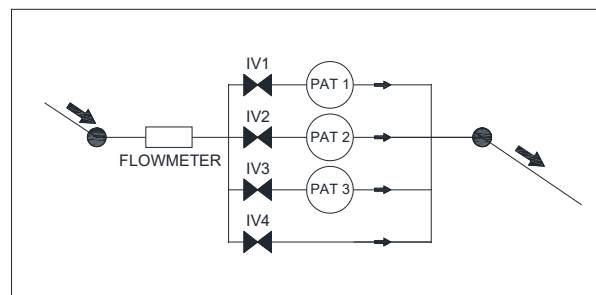 IV1
PAT 1
IV2
PAT 2
FLOWMETER
IV3
PAT 3
IV4